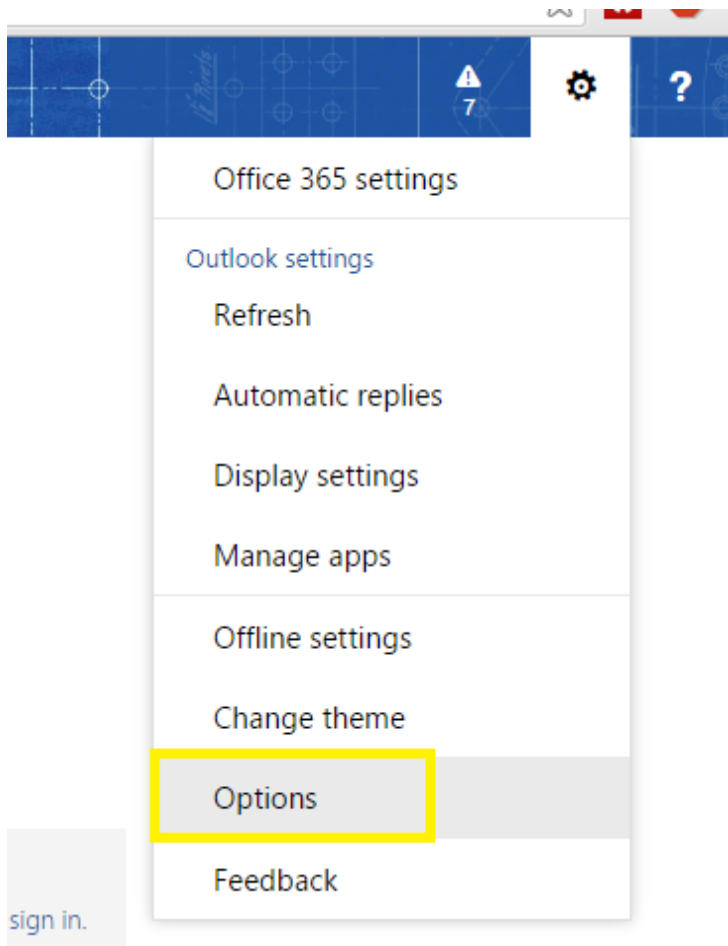 7
?
Office 365 settings
Outlook settings
Refresh
Automatic replies
Display settings
Manage apps
Offline settings
Change theme
Options
Feedback
sign in.